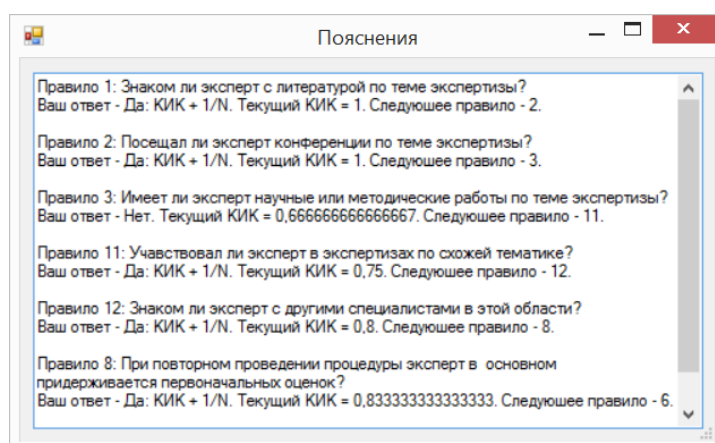 Пояснения
Правило 1: Знаком ли эксперт с литературой по теме экспертизы?
Ваш ответ - Да: КИК + 1/N. Текущий КИК = 1. Следуюшее правило - 2.
Правило 2: Посещал ли эксперт конференции по теме экспертизы?
Ваш ответ - Да: КИК + 1/N. Текущий КИК = 1. Следуюшее правило - 3.
Правило 3: Имеет ли эксперт научные или методические работы по теме экспертизы?
Ваш ответ - Нет. Текущий КИК = 0,666666666666667. Следуюшее правило - 11.
Правило 11: Учавствовал ли эксперт в экспертизах по схожей тематике?
Ваш ответ - Да: КИК + 1/N. Текущий КИК = 0,75. Следуюшее правило - 12.
Правило 12: Знаком ли эксперт с другими специалистами в этой области?
Ваш ответ - Да: КИК + 1/N. Текущий КИК = 0,8. Следуюшее правило - 8.
Правило 8: При повторном проведении процедуры эксперт в  основном
придерживается первоначальных оценок?
Ваш ответ - Да: КИК + 1/N. Текущий КИК = 0,833333333333333. Следуюшее правило - 6.